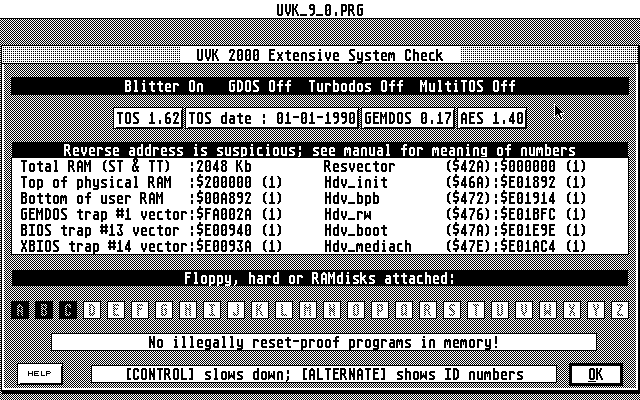 UVK_9_0.PRG
UVK 2000 Extensive System Check
Blitter On GDOS Off Turbodos Off MultiTOS Off
TOS 1.62 TOS date : 01-01-1990 GEMDOS 0.17 AES 1.40
Reverse address is suspicious; see manual for meaning of numbers
Total RAM (ST & TT) :2048 Kb Resvector ($42A):$000000 (1)
Top of physical RAM :$200000 (1) Hdv_init ($46A):$E01892 (1)
Bottom of user RAM :$00A892 (1) Hdv_bpb ($472):$E01914 (1)
GEMDOS trap #1 vector:$FA002A (1) Hdv_rw ($476):$E01BFC (1)
BIOS trap #13 vector:$E00940 (1) Hdv_boot ($47A):$E01E9E (1)
XBIOS trap #14 vector:$E0093A (1) Hdv_mediach ($47E):$E01AC4 (1)
Floppy, hard or RAMdisks attached:
A B C D E F G H I J K L M N O P Q R S T U V W X Y Z
No illegally reset-proof programs in memory!
HELP [CONTROL] slows down; [ALTERNATE] shows ID numbers OK